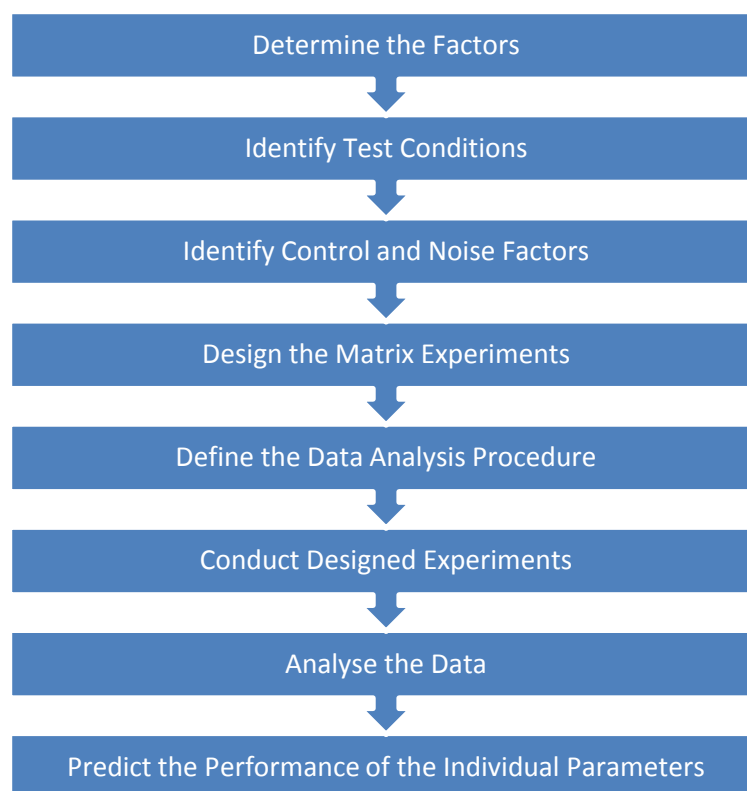 Determine the Factors
Identify Test Conditions
Identify Control and Noise Factors
Design the Matrix Experiments
Define the Data Analysis Procedure
Conduct Designed Experiments
Analyse the Data
Predict the Performance of the Individual Parameters